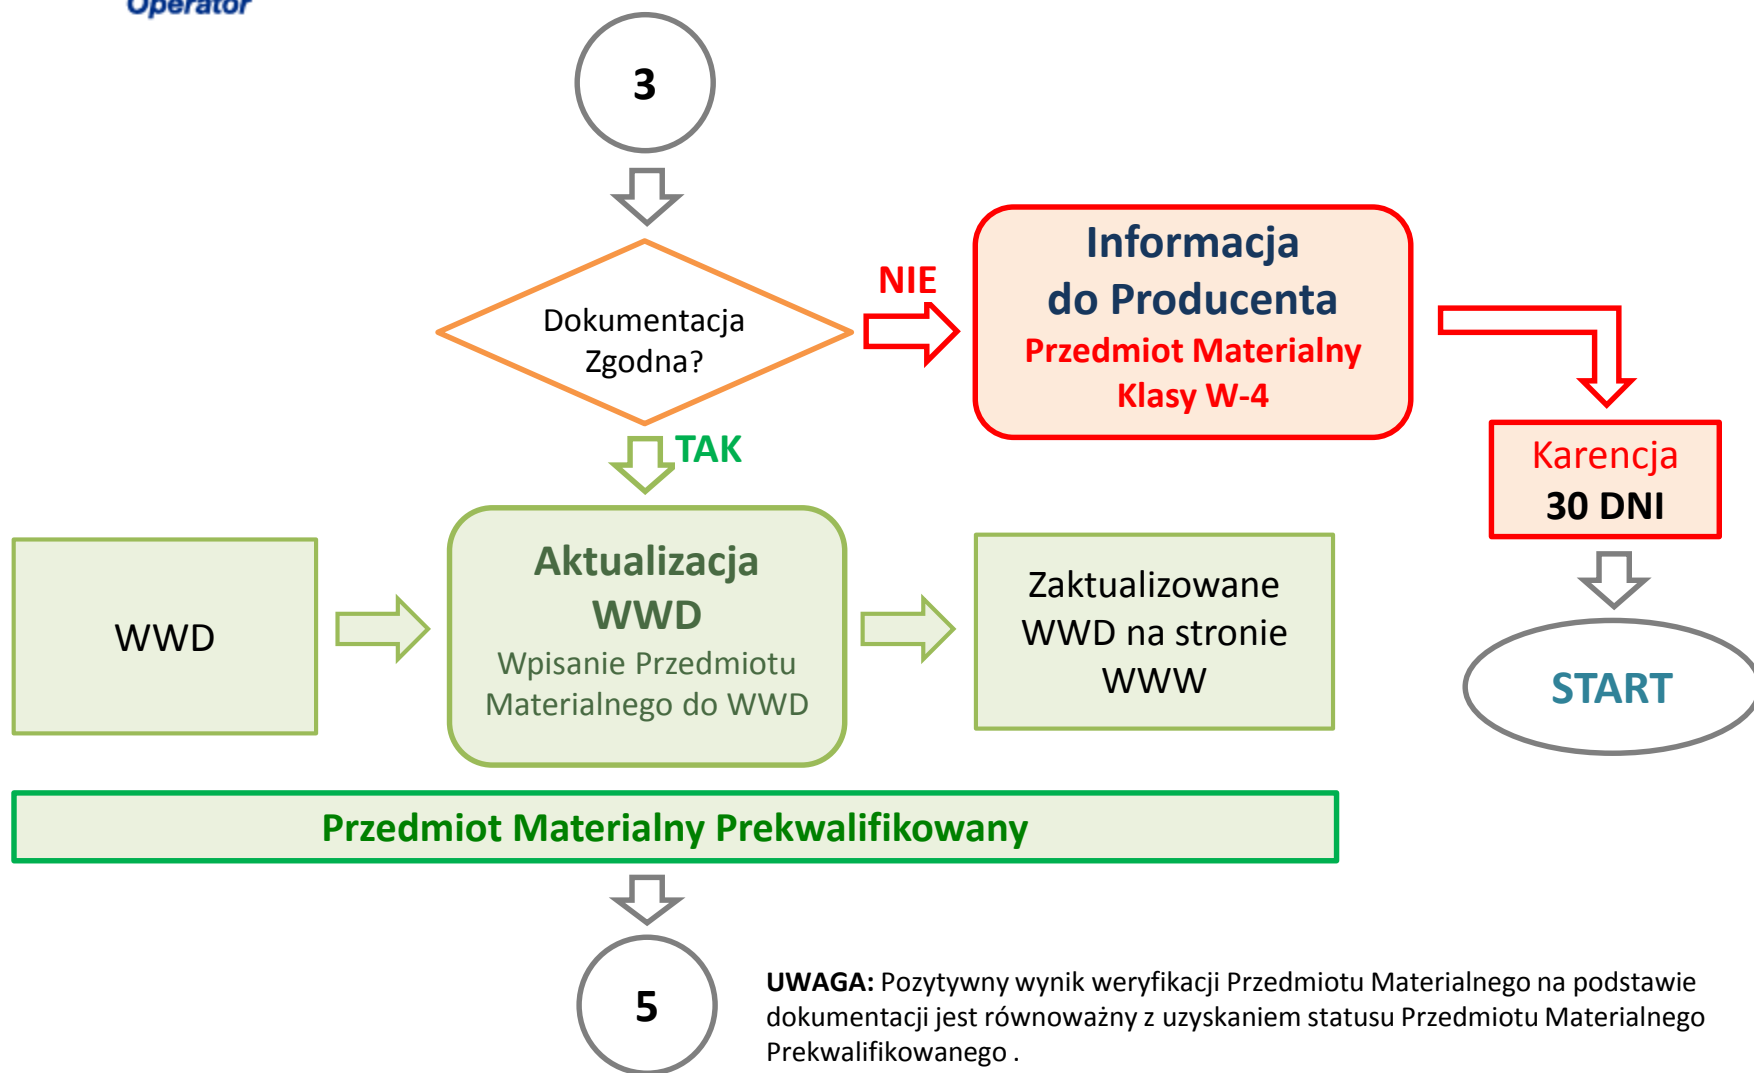 Operator
3
Dokumentacja
Zgodna?
NIE
Informacja
do Producenta
Przedmiot Materialny
Klasy W-4
TAK
Karencja
30 DNI
WWD
Aktualizacja
WWD
Wpisanie Przedmiotu
Materialnego do WWD
Zaktualizowane
WWD na stronie
WWW
START
Przedmiot Materialny Prekwalifikowany
5
UWAGA: Pozytywny wynik weryfikacji Przedmiotu Materialnego na podstawie
dokumentacji jest równoważny z uzyskaniem statusu Przedmiotu Materialnego
Prekwalifikowanego .